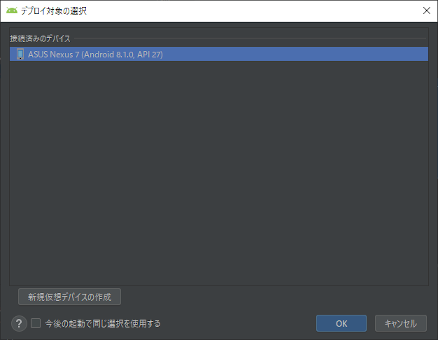 デプロイ対象の選択
接続済みのデバイス
ASUS Nexus 7 (Android 8.1.0, API 27)
新規仮想デバイスの作成
? 今後の起動で同じ選択を使用する OK キャンセル